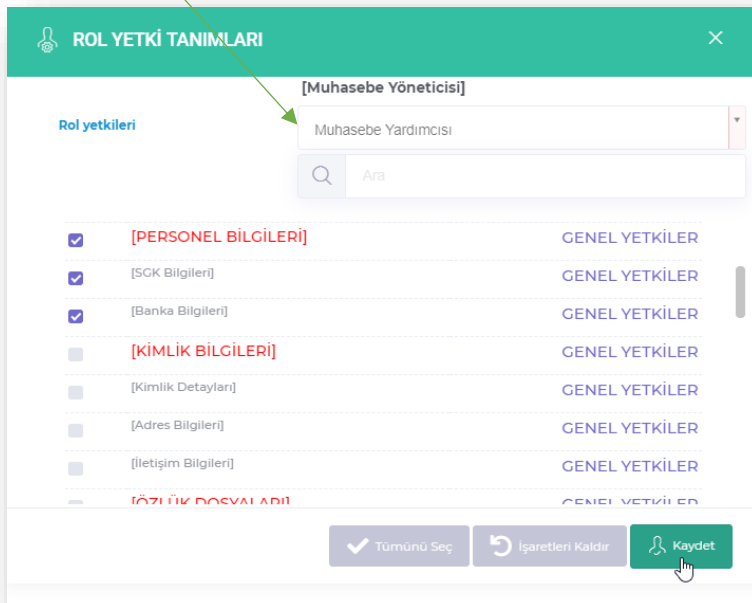 ROL YETKİ TANIMLARI
[Muhasebe Yöneticisi]
Rol yetkileri
Muhasebe Yardımcısı
Ara
[PERSONEL BİLGİLERİ] GENEL YETKİLER
[SGK Bilgileri] GENEL YETKİLER
[Banka Bilgileri] GENEL YETKİLER
[KİMLİK BİLGİLERİ] GENEL YETKİLER
[Kimlik Detayları] GENEL YETKİLER
[Adres Bilgileri] GENEL YETKİLER
[İletişim Bilgileri] GENEL YETKİLER
[ÖZLÜK DOSYALARI] GENEL YETKİLER
Tümünü Seç
İşaretleri Kaldır
Kaydet